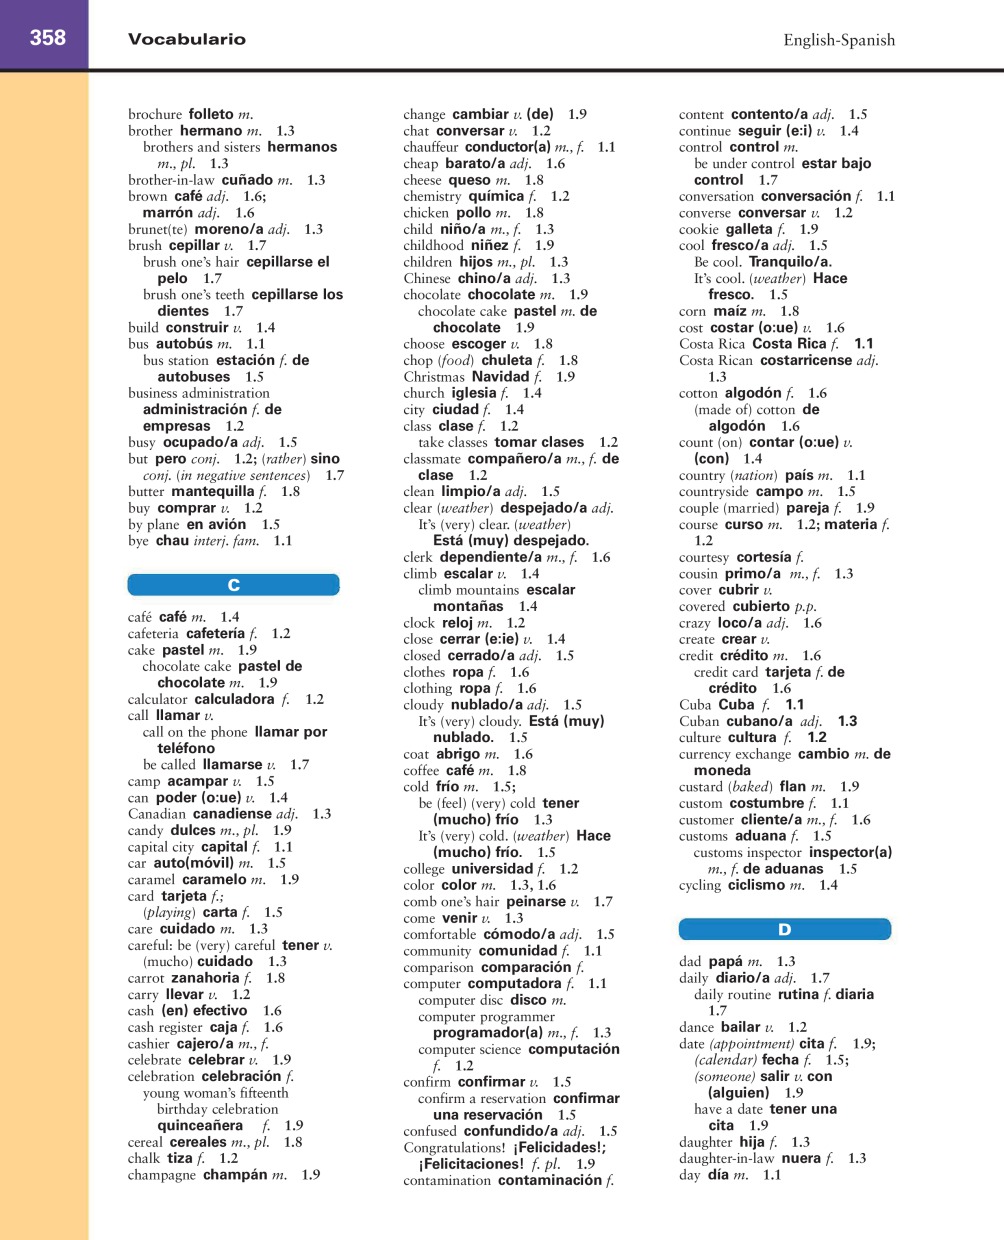 358
Vocabulario
English-Spanish
brochure folleto m.
brother hermano m. 1.3
brothers and sisters hermanos
m., pl. 1.3
brother-in-law cuñado m. 1.3
brown café adj. 1.6;
marrón adj. 1.6
brunet(te) moreno/a adj. 1.3
brush cepillar v. 1.7
brush one's hair cepillarse el
pelo 1.7
brush one's teeth cepillarse los
dientes 1.7
build construir v. 1.4
bus autobús m. 1.1
bus station estación f. de
autobuses 1.5
business administration
administración f. de
empresas 1.2
busy ocupado/a adj. 1.5
but pero conj. 1.2; (rather) sino
conj. (in negative sentences) 1.7
butter mantequilla f. 1.8
buy comprar v. 1.2
by plane en avión 1.5
bye chau interj. fam. 1.1
C
café café m. 1.4
cafeteria cafetería f. 1.2
cake pastel m. 1.9
chocolate cake pastel de
chocolate m. 1.9
calculator calculadora f. 1.2
call llamar v.
call on the phone llamar por
teléfono
be called llamarse v. 1.7
camp acampar v. 1.5
can poder (o:ue) v. 1.4
Canadian canadiense adj. 1.3
candy dulces m., pl. 1.9
capital city capital f. 1.1
car auto(móvil) m. 1.5
caramel caramelo m. 1.9
card tarjeta f.;
(playing) carta f. 1.5
care cuidado m. 1.3
careful: be (very) careful tener v.
(mucho) cuidado 1.3
carrot zanahoria f. 1.8
carry llevar v. 1.2
cash (en) efectivo 1.6
cash register caja f. 1.6
cashier cajero/a m., f.
celebrate celebrar v. 1.9
celebration celebración f.
young woman's fifteenth
birthday celebration
quinceañera f. 1.9
cereal cereales m., pl. 1.8
chalk tiza f. 1.2
champagne champán m. 1.9
change cambiar v. (de) 1.9
chat conversar v. 1.2
chauffeur conductor(a) m., f. 1.1
cheap barato/a adj. 1.6
cheese queso m. 1.8
chemistry química f. 1.2
chicken pollo m. 1.8
child niño/a m., f. 1.3
childhood niñez f. 1.9
children hijos m., pl. 1.3
Chinese chino/a adj. 1.3
chocolate chocolate m. 1.9
chocolate cake pastel m. de
chocolate 1.9
choose escoger v. 1.8
chop (food) chuleta f. 1.8
Christmas Navidad f. 1.9
church iglesia f. 1.4
city ciudad f. 1.4
class clase f. 1.2
take classes tomar clases 1.2
classmate compañero/a m., f. de
clase 1.2
clean limpio/a adj. 1.5
clear (weather) despejado/a adj.
It's (very) clear. (weather)
Está (muy) despejado.
clerk dependiente/a m., f. 1.6
climb escalar v. 1.4
climb mountains escalar
montañas 1.4
clock reloj m. 1.2
close cerrar (e:ie) v. 1.4
closed cerrado/a adj. 1.5
clothes ropa f. 1.6
clothing ropa f. 1.6
cloudy nublado/a adj. 1.5
It's (very) cloudy. Está (muy)
nublado. 1.5
coat abrigo m. 1.6
coffee café m. 1.8
cold frío m. 1.5;
be (feel) (very) cold tener
(mucho) frío 1.3
It's (very) cold. (weather) Hace
(mucho) frío. 1.5
college universidad f. 1.2
color color m. 1.3, 1.6
comb one's hair peinarse v. 1.7
come venir v. 1.3
comfortable cómodo/a adj. 1.5
community comunidad f. 1.1
comparison comparación f.
computer computadora f. 1.1
computer disc disco m.
computer programmer
programador(a) m., f. 1.3
computer science computación
f. 1.2
confirm confirmar v. 1.5
confirm a reservation confirmar
una reservación 1.5
confused confundido/a adj. 1.5
Congratulations! ¡Felicidades!;
¡Felicitaciones! f. pl. 1.9
contamination contaminación f.
content contento/a adj. 1.5
continue seguir (e:i) v. 1.4
control control m.
be under control estar bajo
control 1.7
conversation conversación f. 1.1
converse conversar v. 1.2
cookie galleta f. 1.9
cool fresco/a adj. 1.5
Be cool. Tranquilo/a.
It's cool. (weather) Hace
fresco. 1.5
corn maíz m. 1.8
cost costar (o:ue) v. 1.6
Costa Rica Costa Rica f. 1.1
Costa Rican costarricense adj.
1.3
cotton algodón f. 1.6
(made of) cotton de
algodón 1.6
count (on) contar (o:ue) v.
(con) 1.4
country (nation) país m. 1.1
countryside campo m. 1.5
couple (married) pareja f. 1.9
course curso m. 1.2; materia f.
1.2
courtesy cortesía f.
cousin primo/a m., f. 1.3
cover cubrir v.
covered cubierto p.p.
crazy loco/a adj. 1.6
create crear v.
credit crédito m. 1.6
credit card tarjeta f. de
crédito 1.6
Cuba Cuba f. 1.1
Cuban cubano/a adj. 1.3
culture cultura f. 1.2
currency exchange cambio m. de
moneda
custard (baked) flan m. 1.9
custom costumbre f. 1.1
customer cliente/a m., f. 1.6
customs aduana f. 1.5
customs inspector inspector(a)
m., f. de aduanas 1.5
cycling ciclismo m. 1.4
D
dad papá m. 1.3
daily diario/a adj. 1.7
daily routine rutina f. diaria
1.7
dance bailar v. 1.2
date (appointment) cita f. 1.9;
(calendar) fecha f. 1.5;
(someone) salir v. con
(alguien) 1.9
have a date tener una
cita 1.9
daughter hija f. 1.3
daughter-in-law nuera f. 1.3
day día m. 1.1